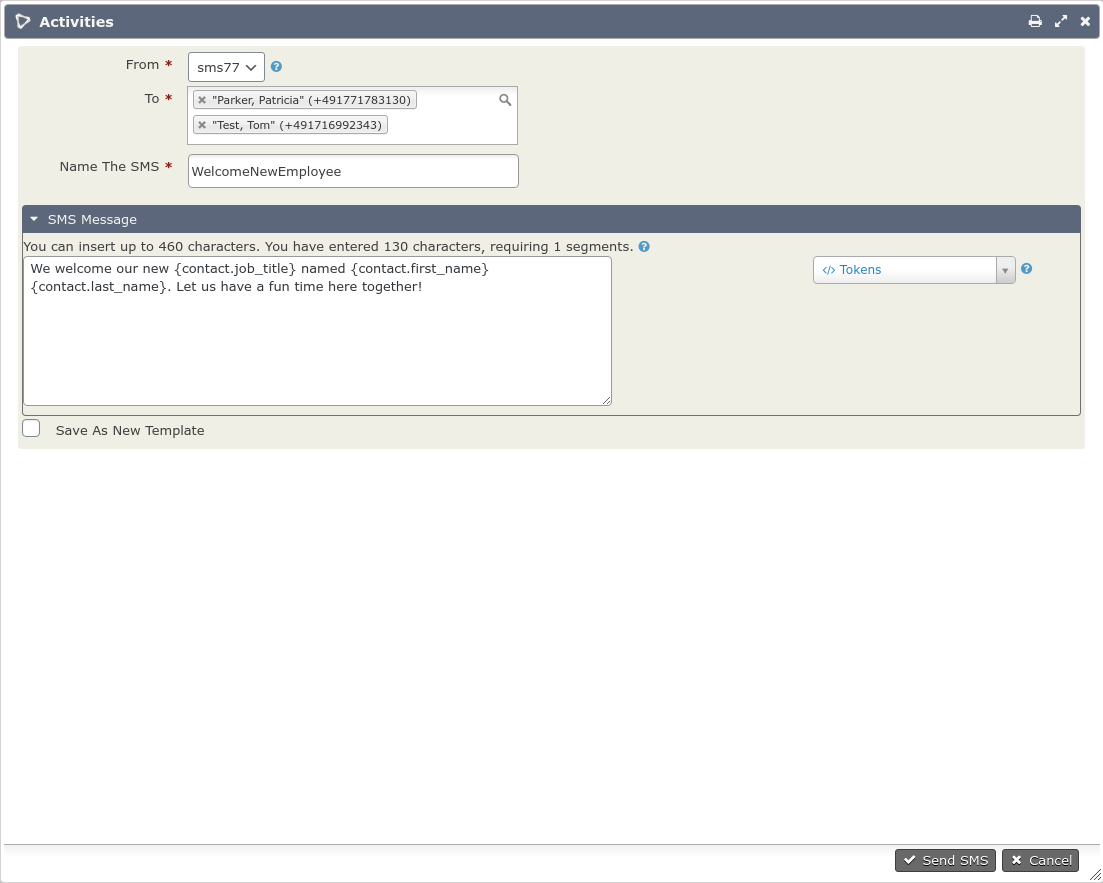 Activities
From *
sms77
To *
"Parker, Patricia" (+491771783130)
"Test, Tom" (+491716992343)
Name The SMS *
WelcomeNewEmployee
SMS Message
You can insert up to 460 characters. You have entered 130 characters, requiring 1 segments.
We welcome our new {contact.job_title} named {contact.first_name}
{contact.last_name}. Let us have a fun time here together!
</> Tokens
Save As New Template
Send SMS
Cancel